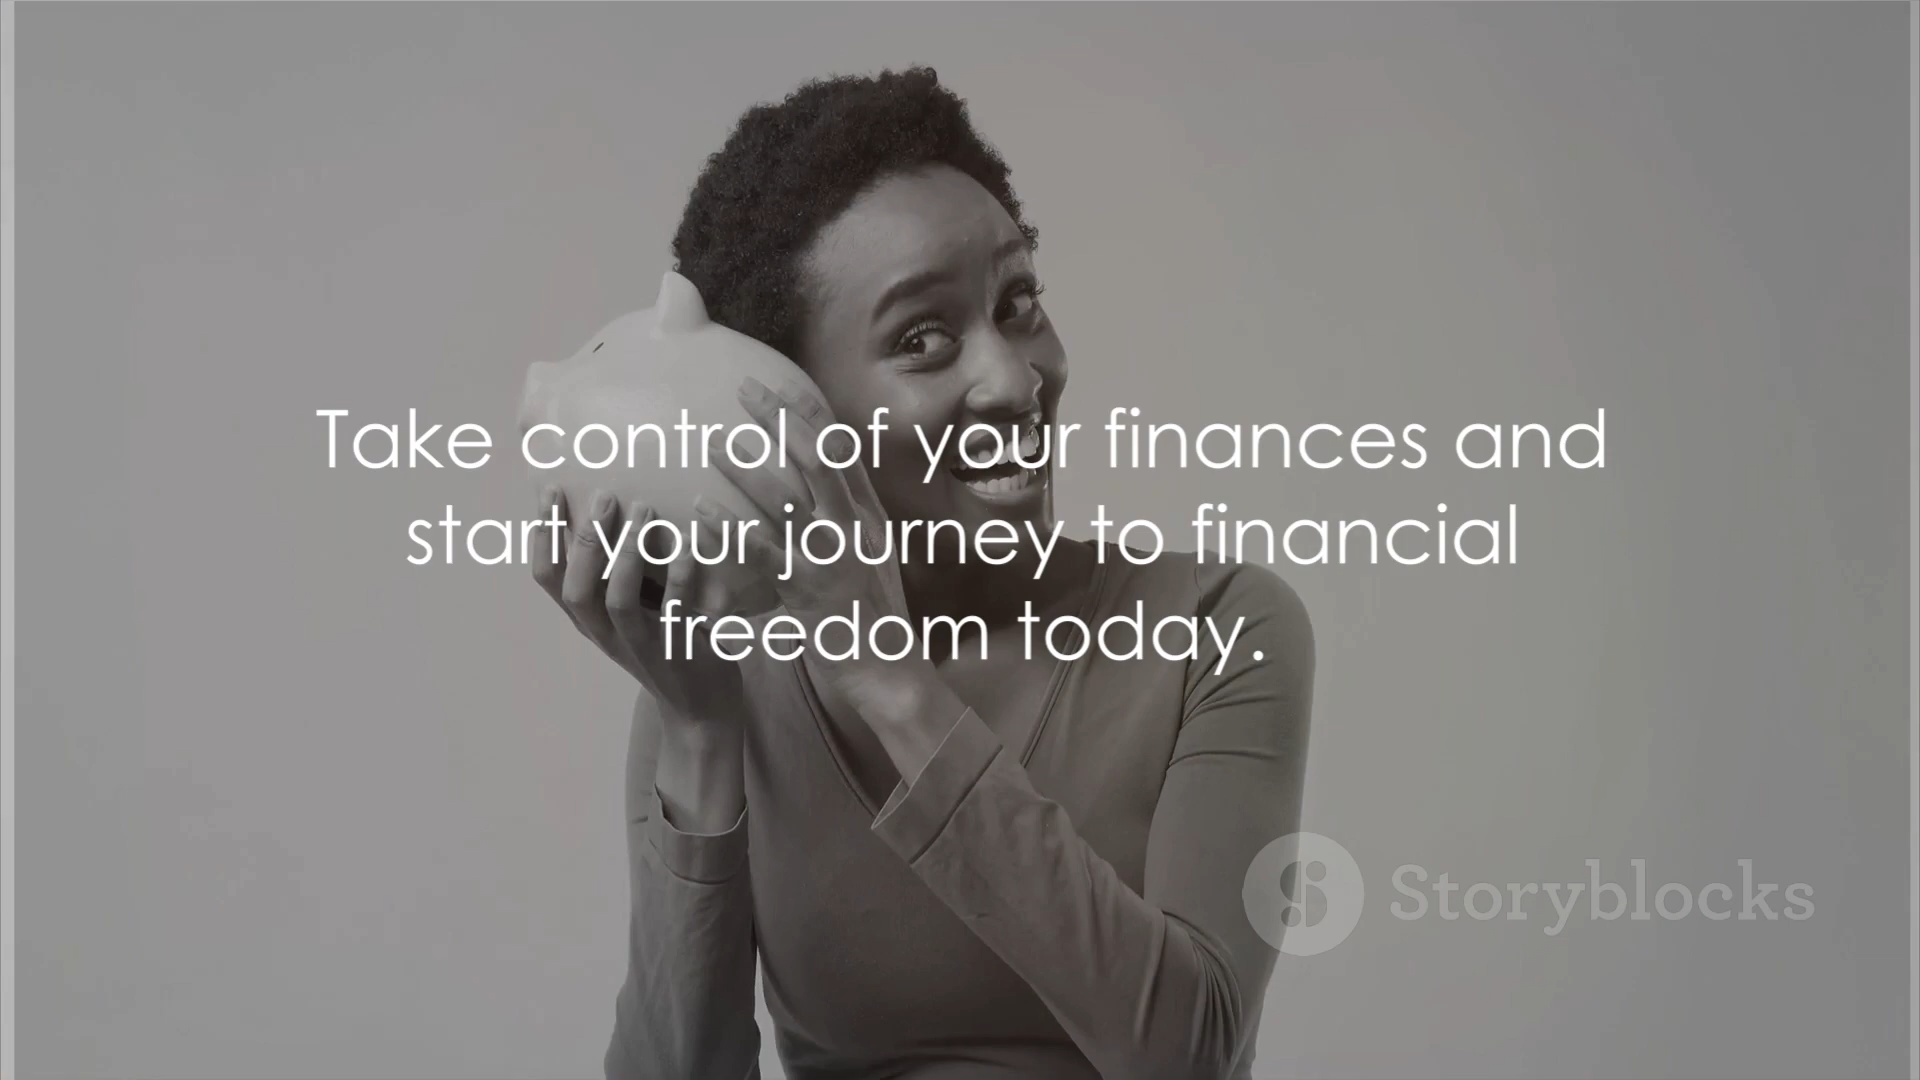 Take control of your finances and
start your journey to financial
freedom today.
Storyblocks